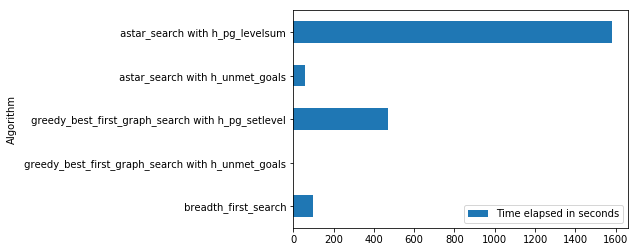 astar_search with h_pg_levelsum
astar_search with h_unmet_goals
greedy_best_first_graph_search with h_pg_setlevel
greedy_best_first_graph_search with h_unmet_goals
breadth_first_search
Algorithm
Time elapsed in seconds
0 200 400 600 800 1000 1200 1400 1600